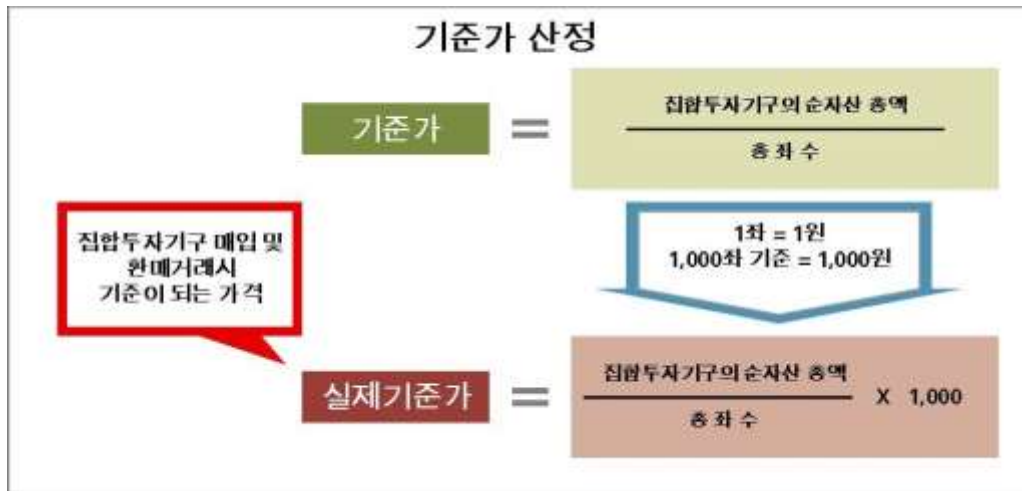 기준가 산정
기준가
=
집합투자기구의 순자산 총액
총 좌 수
집합투자기구 매입 및
환매거래시
기준이 되는 가격
1좌 = 1원
1,000좌 기준 = 1,000원
실제기준가
=
집합투자기구의 순자산 총액
총 좌 수
X 1,000